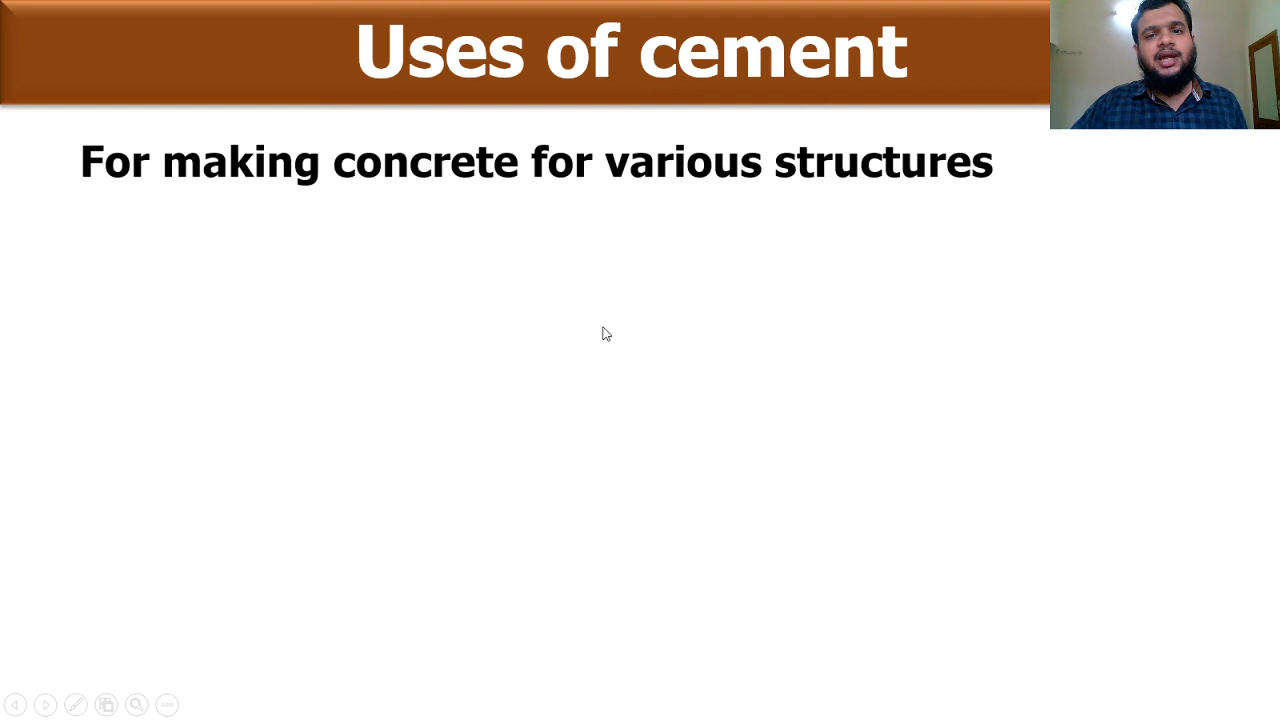 Uses of cement
For making concrete for various structures